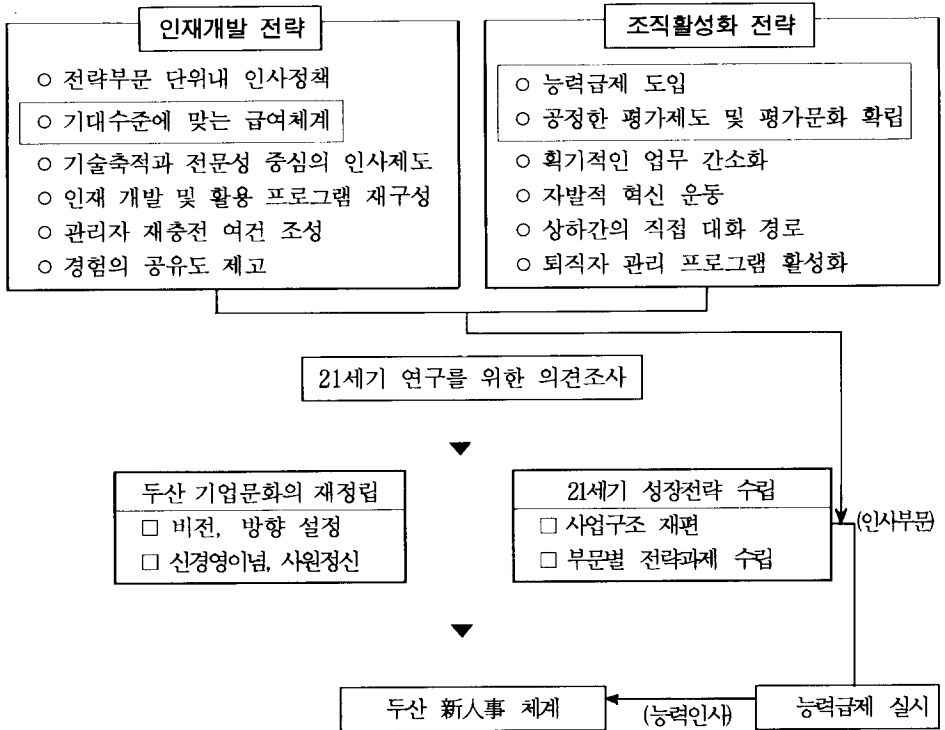 인재개발 전략
○ 전략부문 단위내 인사정책
○ 기대수준에 맞는 급여체계
○ 기술축적과 전문성 중심의 인사제도
○ 인재 개발 및 활용 프로그램 재구성
○ 관리자 재충전 여건 조성
○ 경험의 공유도 제고
조직활성화 전략
○ 능력급제 도입
○ 공정한 평가제도 및 평가문화 확립
○ 획기적인 업무 간소화
○ 자발적 혁신 운동
○ 상하간의 직접 대화 경로
○ 퇴직자 관리 프로그램 활성화
21세기 연구를 위한 의견조사
두산 기업문화의 재정립
□ 비전, 방향 설정
□ 신경영이념, 사원정신
21세기 성장전략 수립
□ 사업구조 재편
□ 부문별 전략과제 수립
(인사부문)
두산 新人事 체계
(능력인사)
능력급제 실시